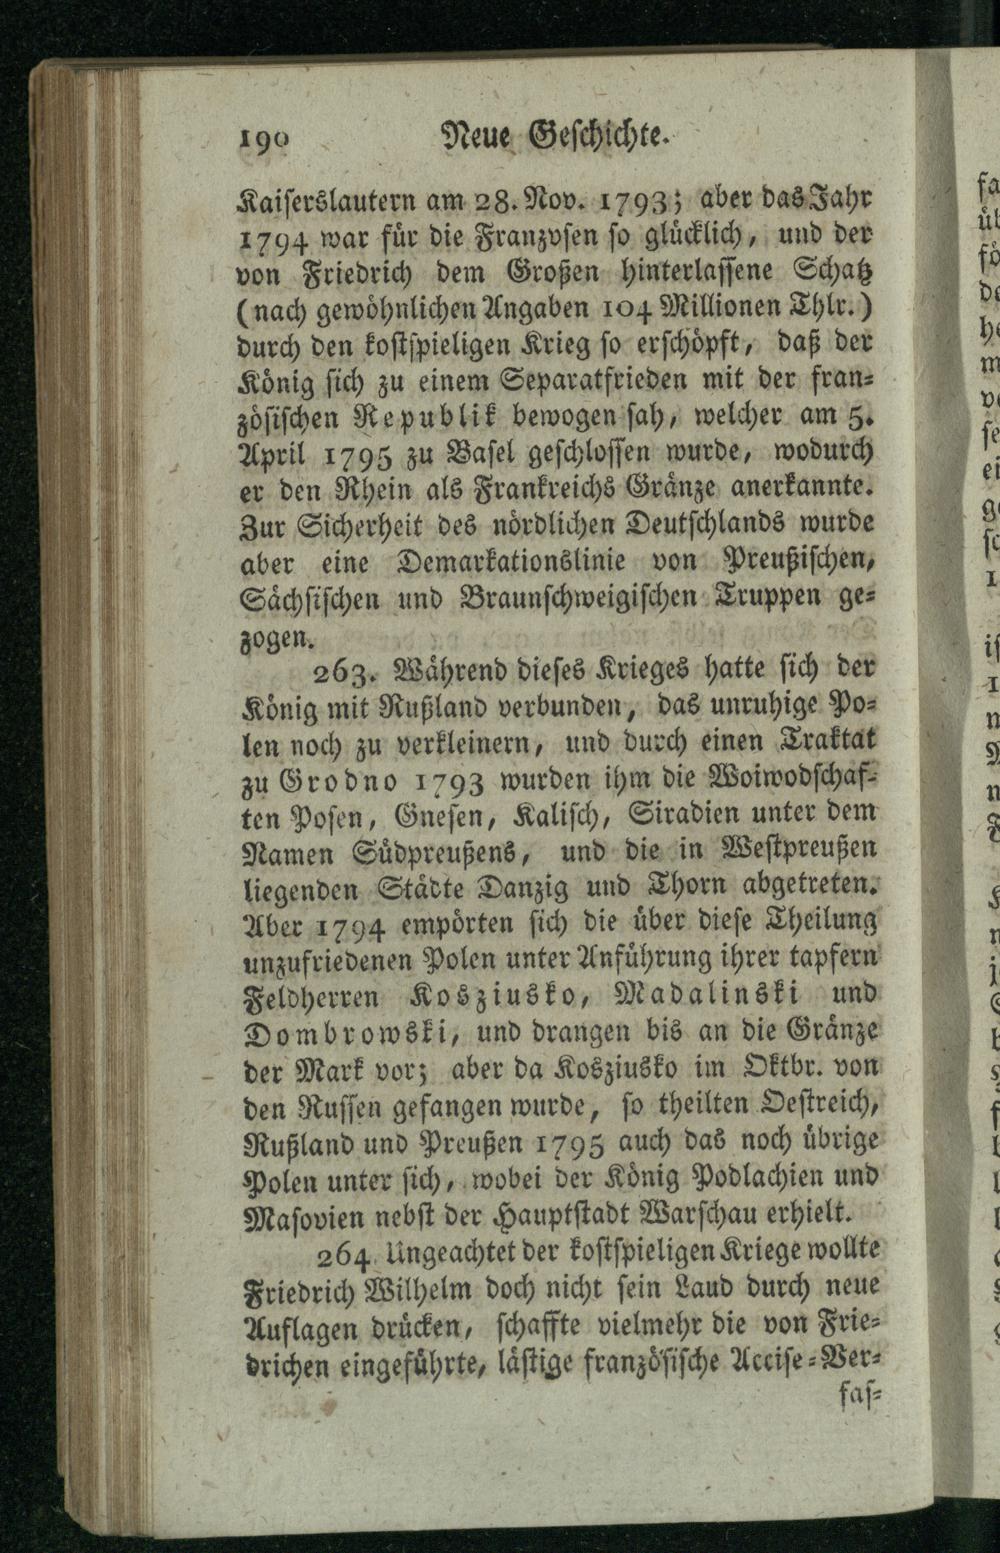 190 Neue Geschichte.
Kaiserslautern am 28. Nov. 1793; aber das Jahr
1794 war für die Franzosen so glücklich, und der
von Friedrich dem Großen hinterlassene Schatz
(nach gewöhnlichen Angaben 104 Millionen Thlr.)
durch den kostspieligen Krieg so erschöpft, daß der
König sich zu einem Separatfrieden mit der fran-
zösischen Republik bewogen sah, welcher am 5.
April 1795 zu Basel geschlossen wurde, wodurch
er den Rhein als Frankreichs Gränze anerkannte.
Zur Sicherheit des nördlichen Deutschlands wurde
aber eine Demarkationslinie von Preußischen,
Sächsischen und Braunschweigischen Truppen ge-
zogen.
263. Während dieses Krieges hatte sich der
König mit Rußland verbunden, das unruhige Po-
len noch zu verkleinern, und durch einen Traktat
zu Grodno 1793 wurden ihm die Woiwodschaf-
ten Posen, Gnesen, Kalisch, Siradien unter dem
Namen Südpreußens, und die in Westpreußen
liegenden Städte Danzig und Thorn abgetreten.
Aber 1794 empörten sich die über diese Theilung
unzufriedenen Polen unter Anführung ihrer tapfern
Feldherren Kosziusko, Madalinski und
Dombrowski, und drangen bis an die Gränze
der Mark vor; aber da Kosziusko im Oktbr. von
den Russen gefangen wurde, so theilten Oestreich,
Rußland und Preußen 1795 auch das noch übrige
Polen unter sich, wobei der König Podlachien und
Masovien nebst der Hauptstadt Warschau erhielt.
264. Ungeachtet der kostspieligen Kriege wollte
Friedrich Wilhelm doch nicht sein Laud durch neue
Auflagen drücken, schaffte vielmehr die von Frie-
drichen eingeführte, lästige französische Accise-Ver-
fas-